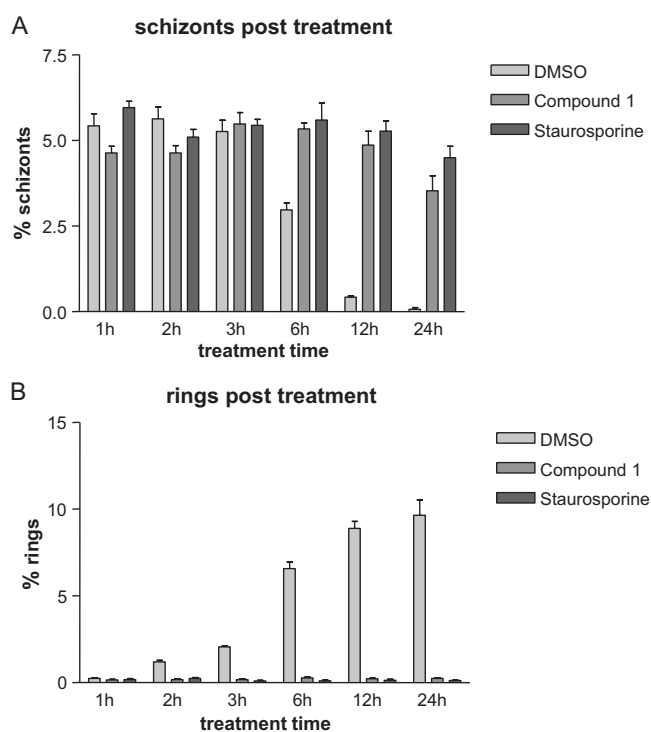 A
schizonts post treatment
7.5
5.0
2.5
0.0
% schizonts
1h 2h 3h 6h 12h 24h
treatment time
DMSO
Compound 1
Staurosporine
B
rings post treatment
15
10
5
0
% rings
1h 2h 3h 6h 12h 24h
treatment time
DMSO
Compound 1
Staurosporine